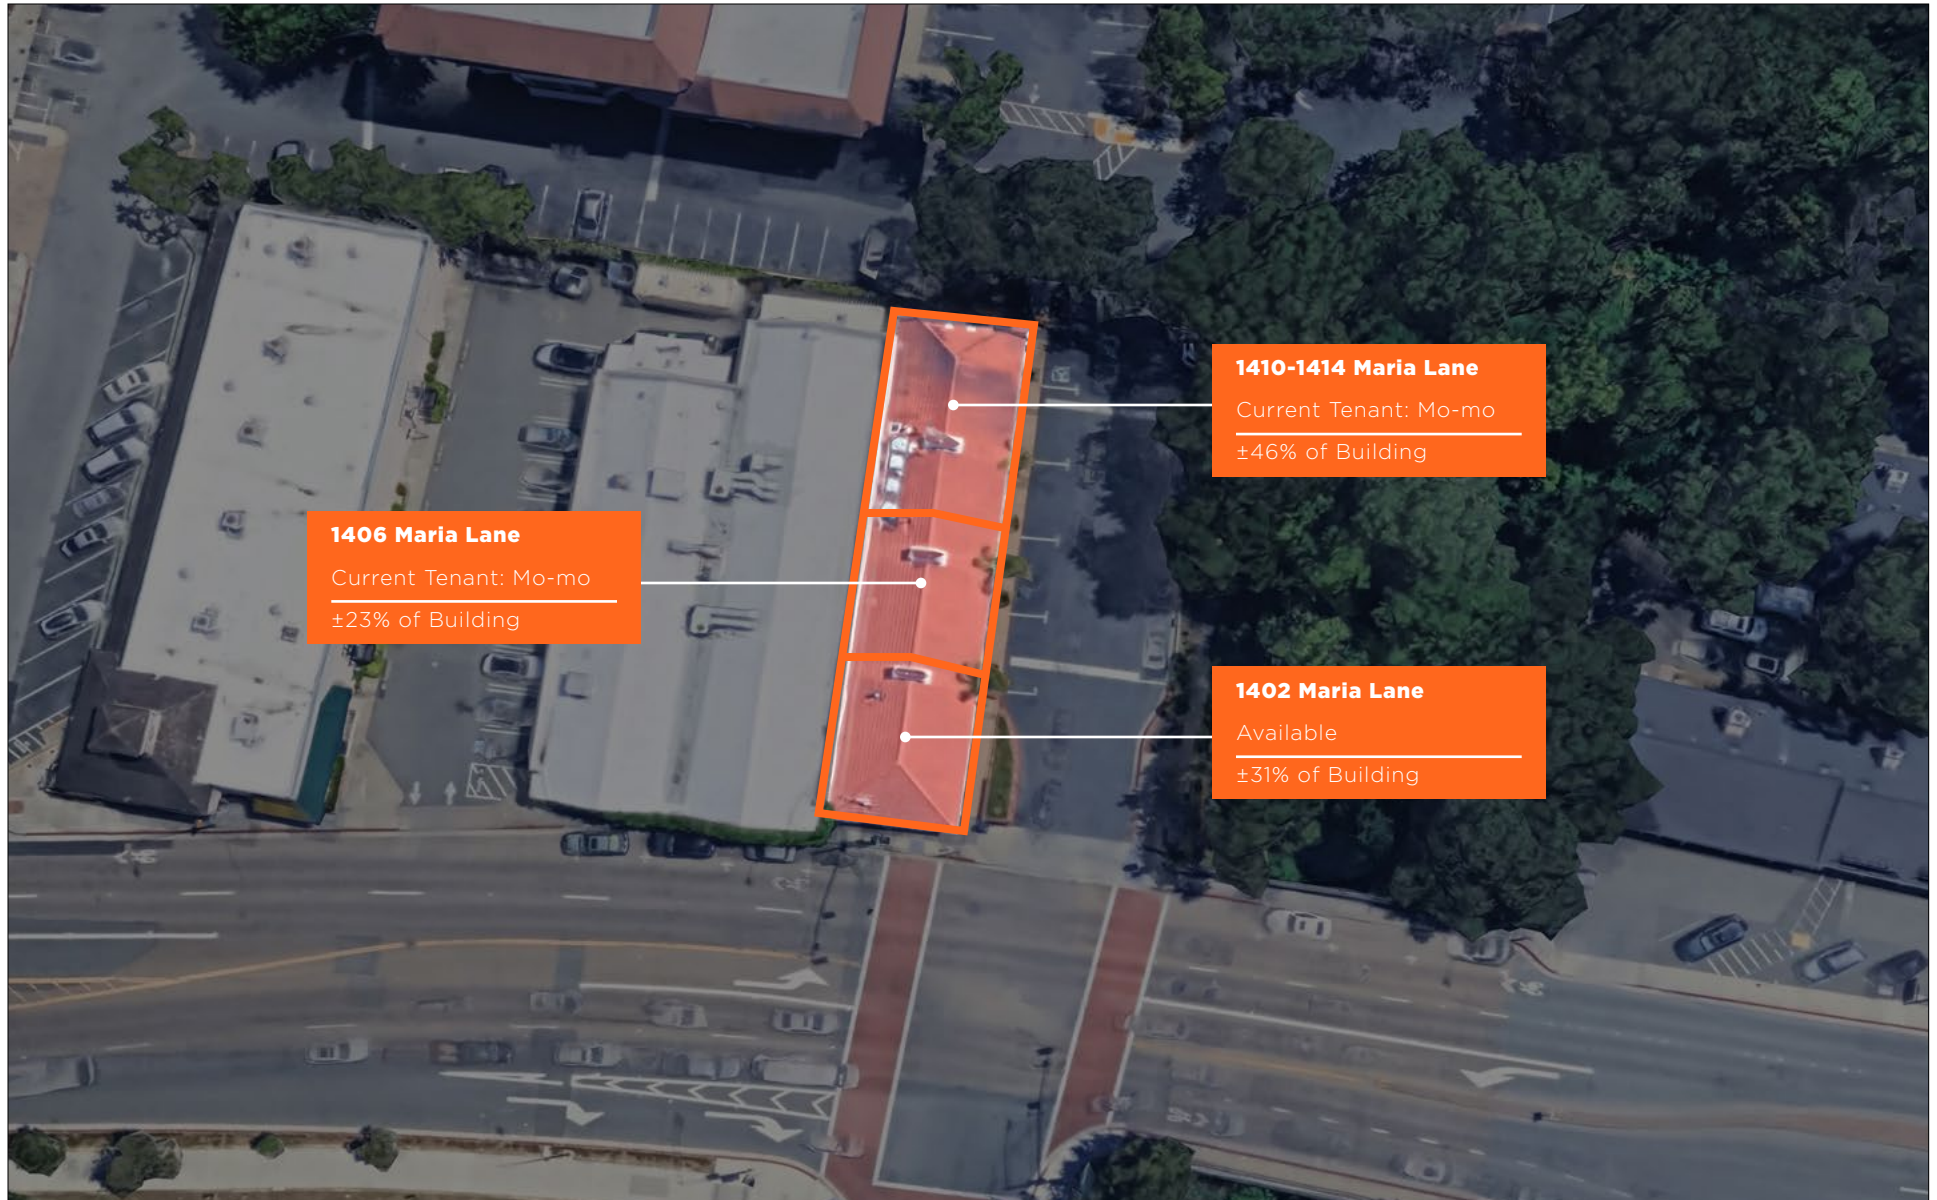 1410-1414 Maria Lane
Current Tenant: Mo-mo
±46% of Building
1406 Maria Lane
Current Tenant: Mo-mo
±23% of Building
1402 Maria Lane
Available
±31% of Building